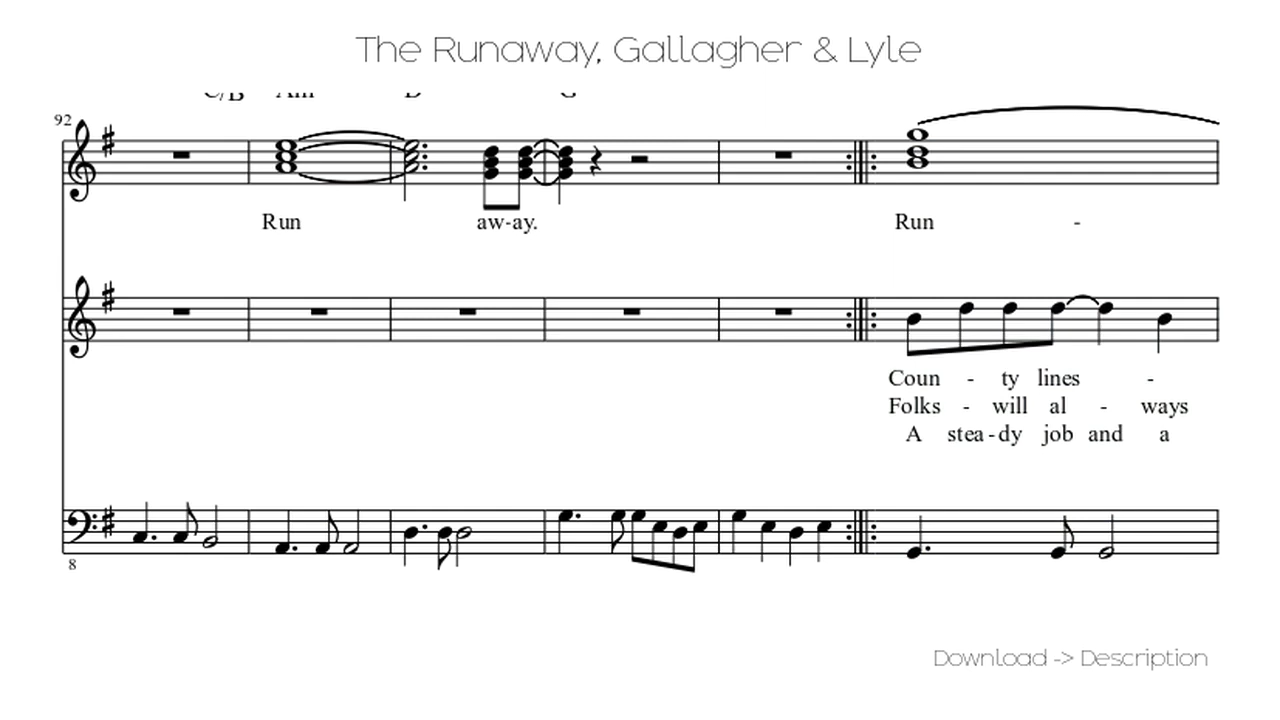 The Runaway, Gallagher & Lyle
C/B Am D G
92
Run aw-ay. Run -
Coun - ty lines -
Folks - will al - ways
A stea-dy job and a
8
Download -> Description